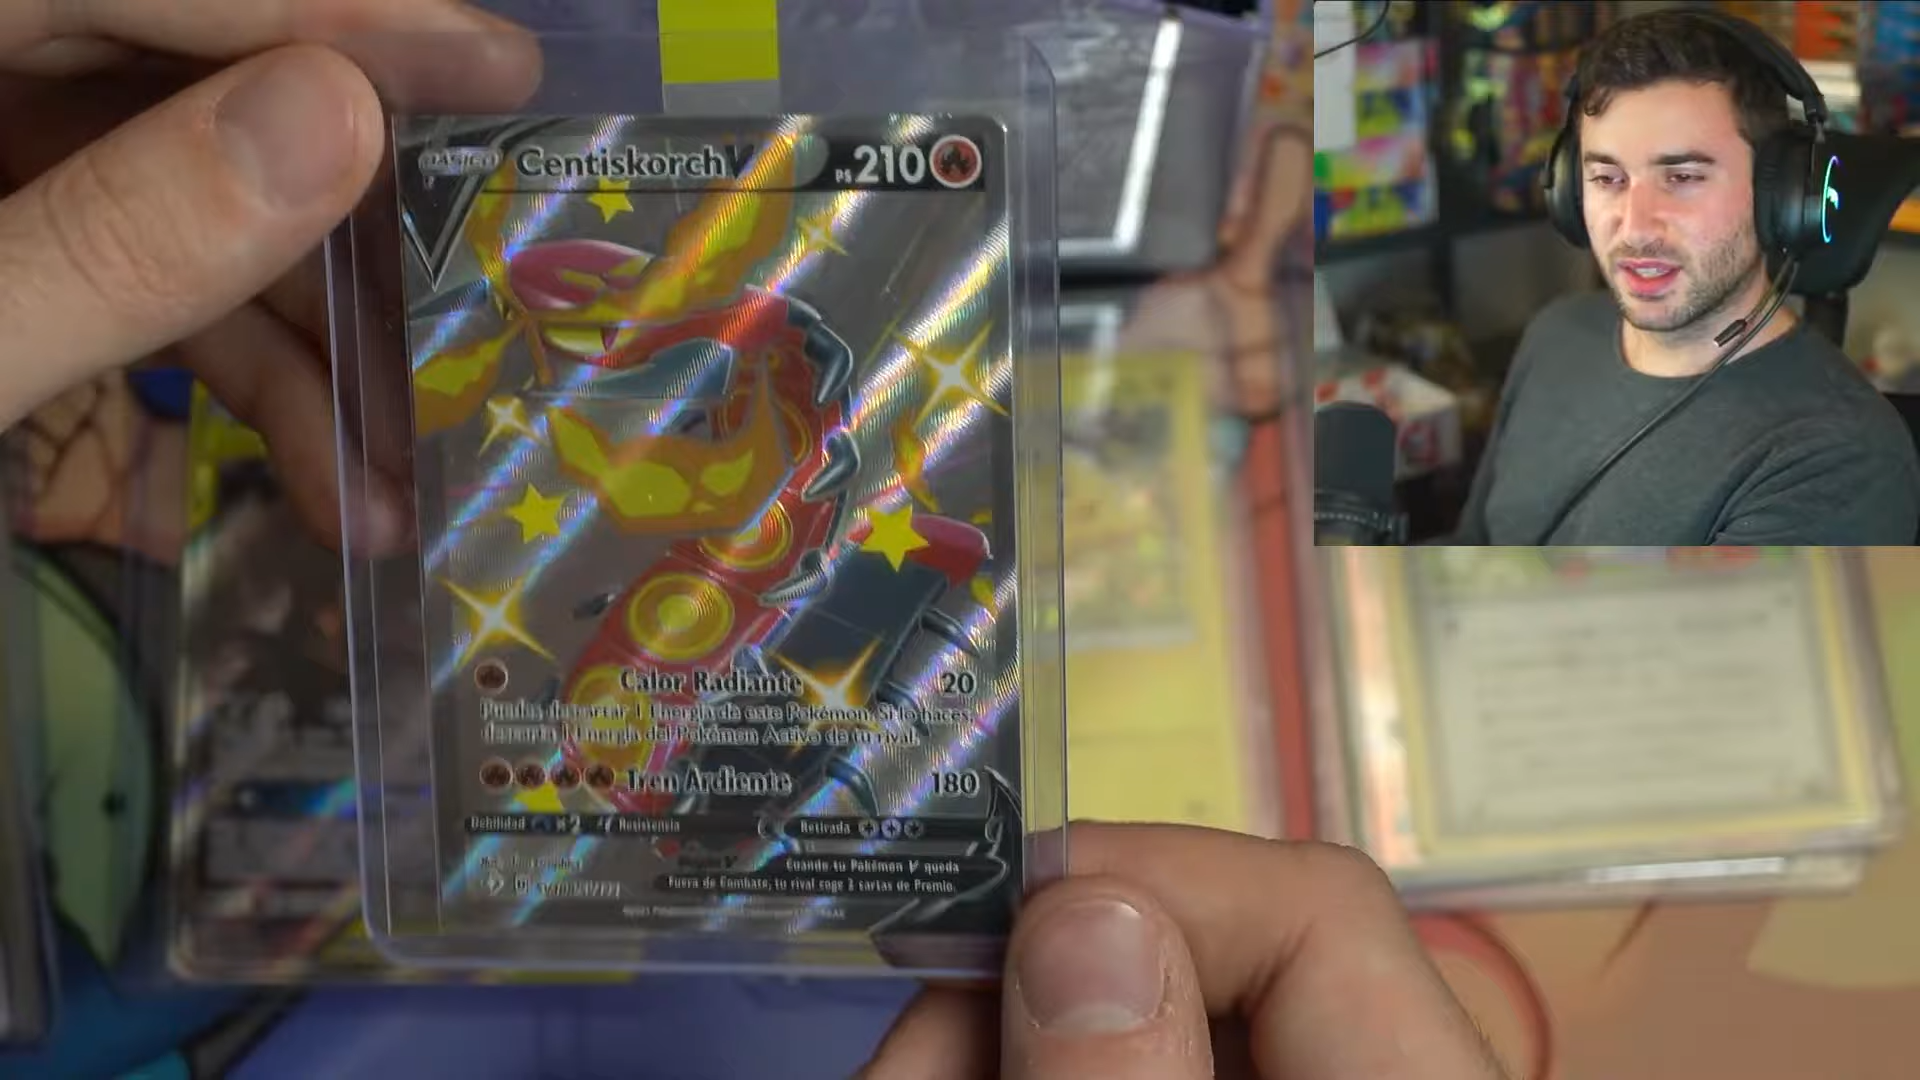 BÁSICO Centiskorch V PS 210
Calor Radiante 20
Puedes descartar 1 Energía de este Pokémon. Si lo haces,
descarta 1 Energía del Pokémon Activo de tu rival.
Tren Ardiente 180
Debilidad ×2 Resistencia Retirada
Cuando tu Pokémon V queda
Fuera de Combate, tu rival coge 2 cartas de Premio.